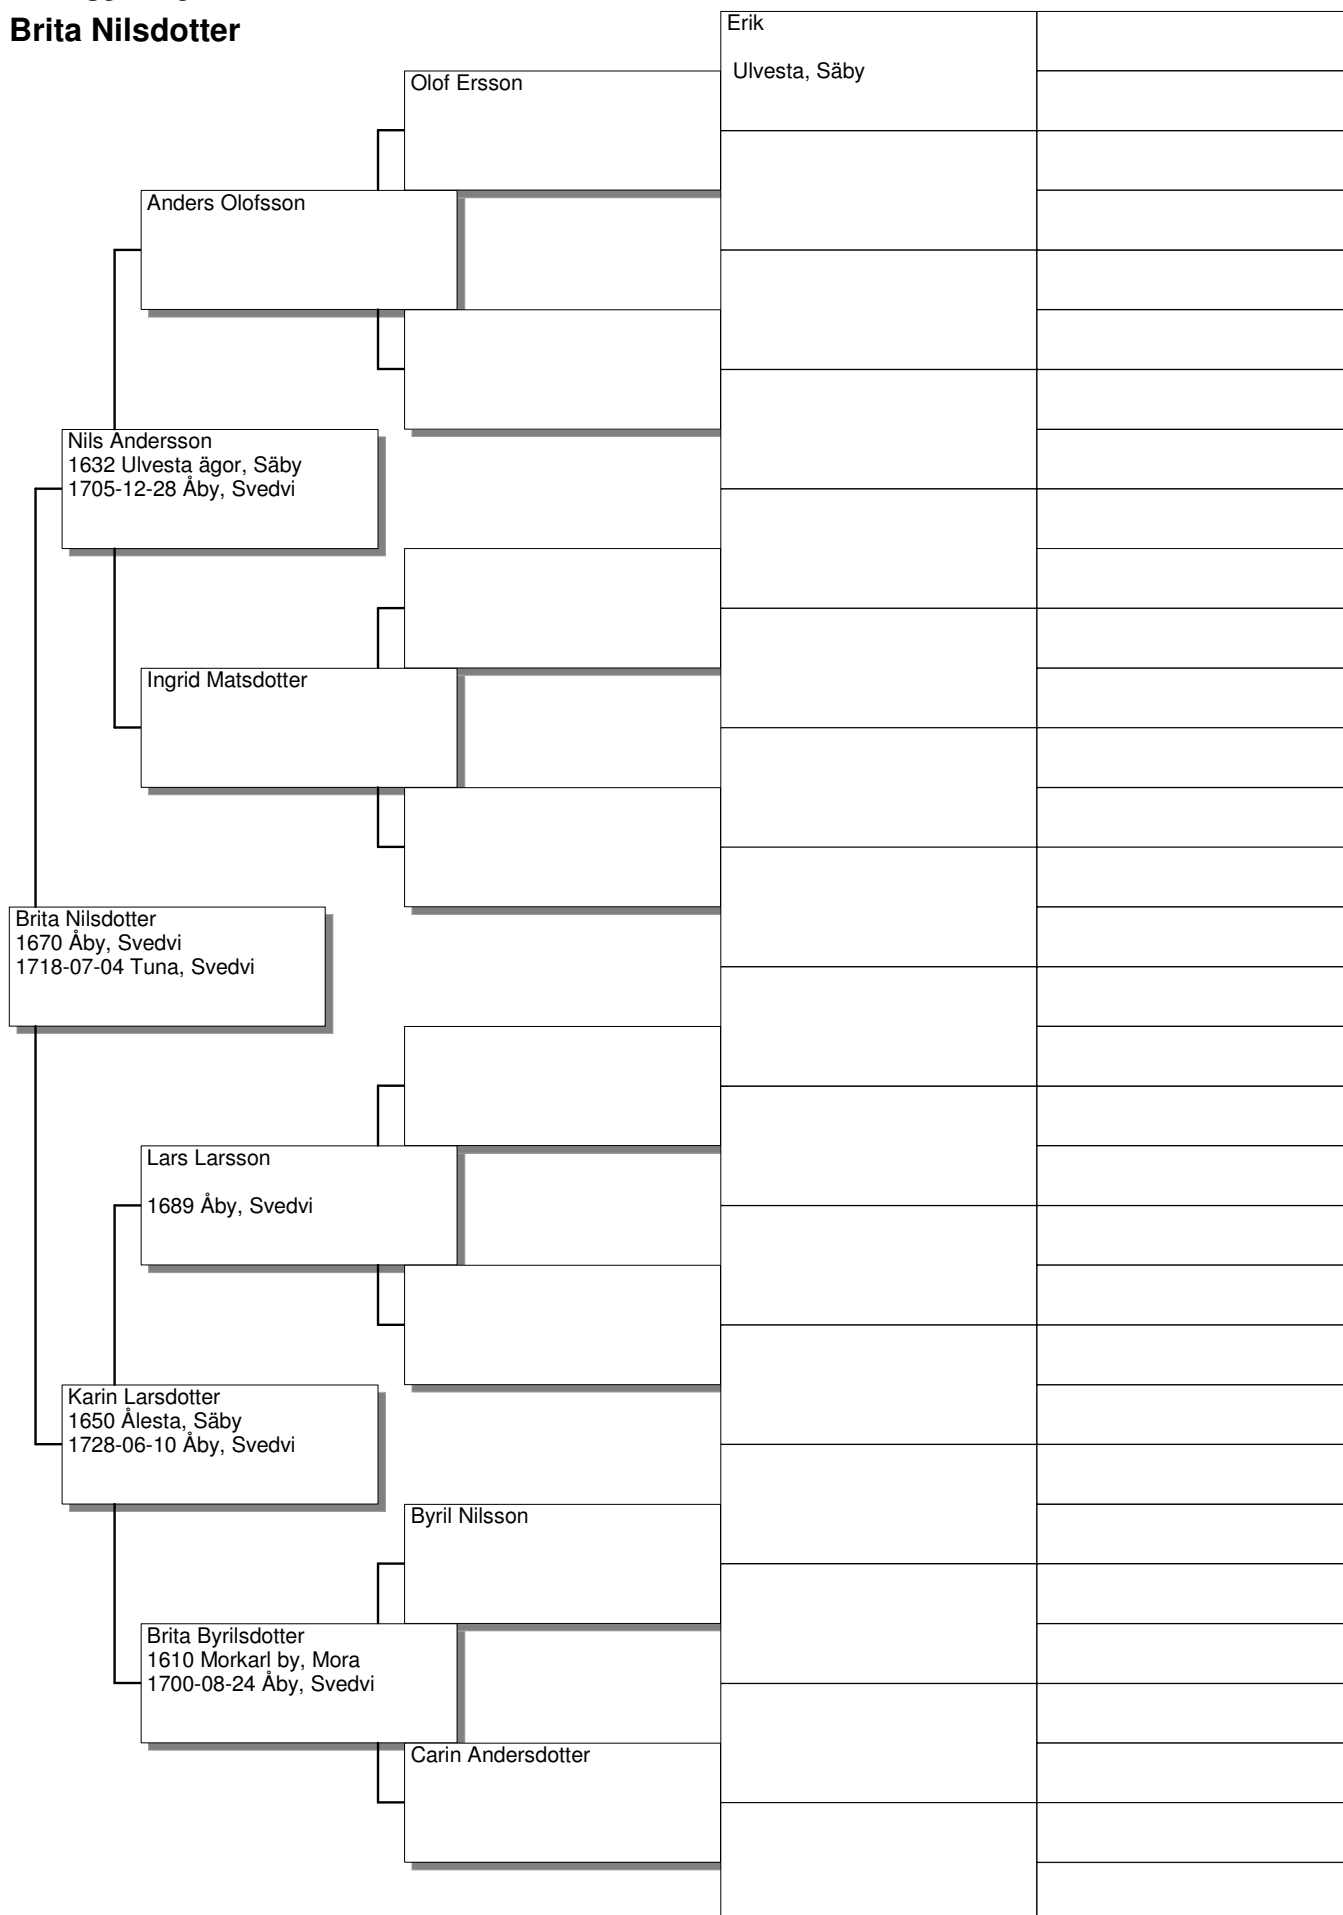 Brita Nilsdotter
Erik
Ulvesta, Säby
Olof Ersson
Anders Olofsson
Nils Andersson
1632 Ulvesta ägor, Säby
1705-12-28 Åby, Svedvi
Ingrid Matsdotter
Brita Nilsdotter
1670 Åby, Svedvi
1718-07-04 Tuna, Svedvi
Lars Larsson
1689 Åby, Svedvi
Karin Larsdotter
1650 Ålesta, Säby
1728-06-10 Åby, Svedvi
Byril Nilsson
Brita Byrilsdotter
1610 Morkarl by, Mora
1700-08-24 Åby, Svedvi
Carin Andersdotter